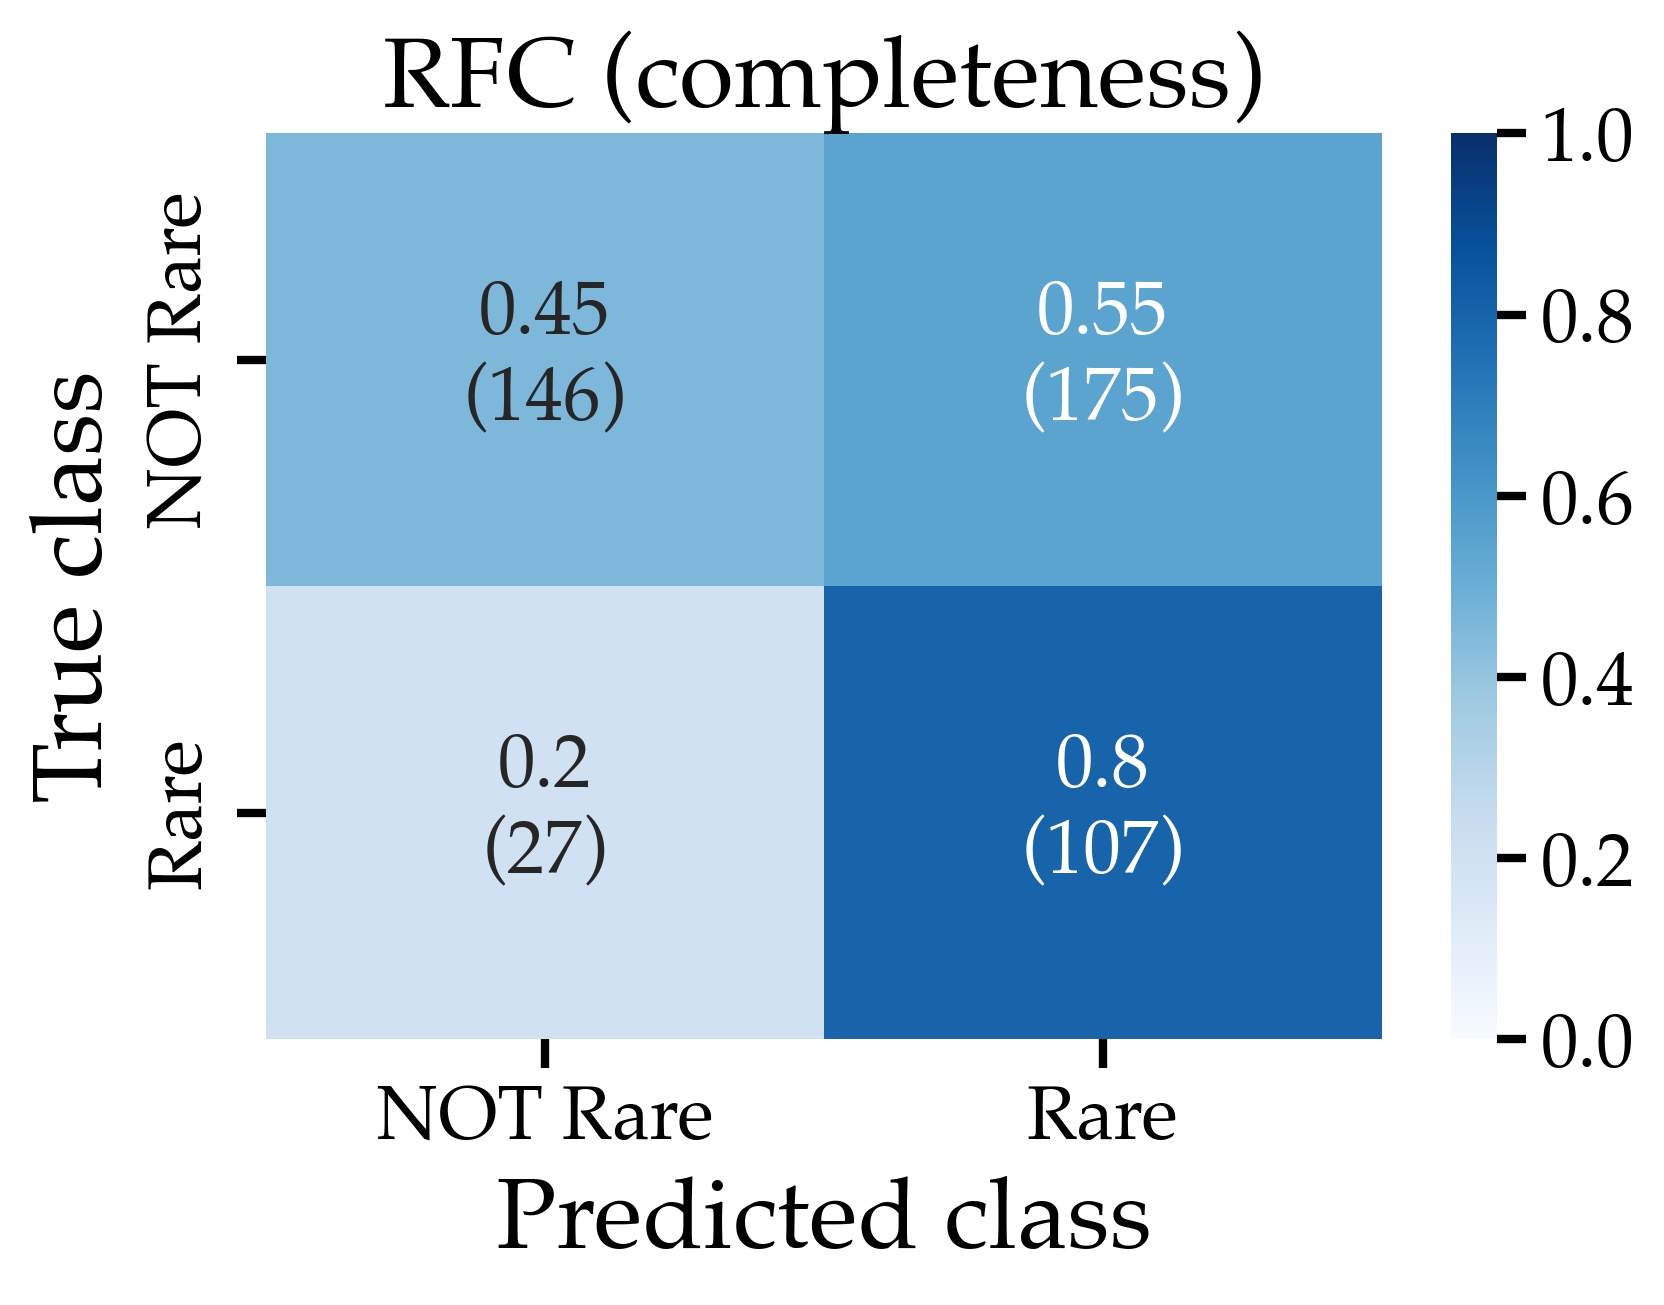 RFC (completeness)
True class
NOT Rare
Rare
0.45
(146)
0.55
(175)
0.2
(27)
0.8
(107)
NOT Rare
Rare
Predicted class
1.0
0.8
0.6
0.4
0.2
0.0